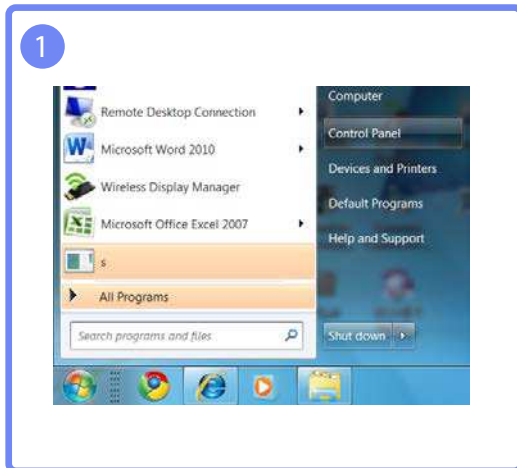 1
Remote Desktop Connection
Microsoft Word 2010
Wireless Display Manager
Microsoft Office Excel 2007
s
All Programs
Search programs and files
Computer
Control Panel
Devices and Printers
Default Programs
Help and Support
Shut down